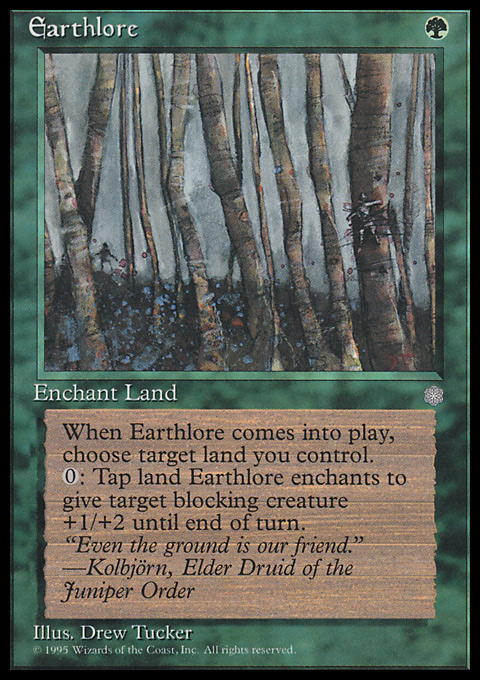 Earthlore
Enchant Land
When Earthlore comes into play,
choose target land you control.
0: Tap land Earthlore enchants to
give target blocking creature
+1/+2 until end of turn.
“Even the ground is our friend.”
—Kolbjörn, Elder Druid of the
Juniper Order
Illus. Drew Tucker
© 1995 Wizards of the Coast, Inc. All rights reserved.